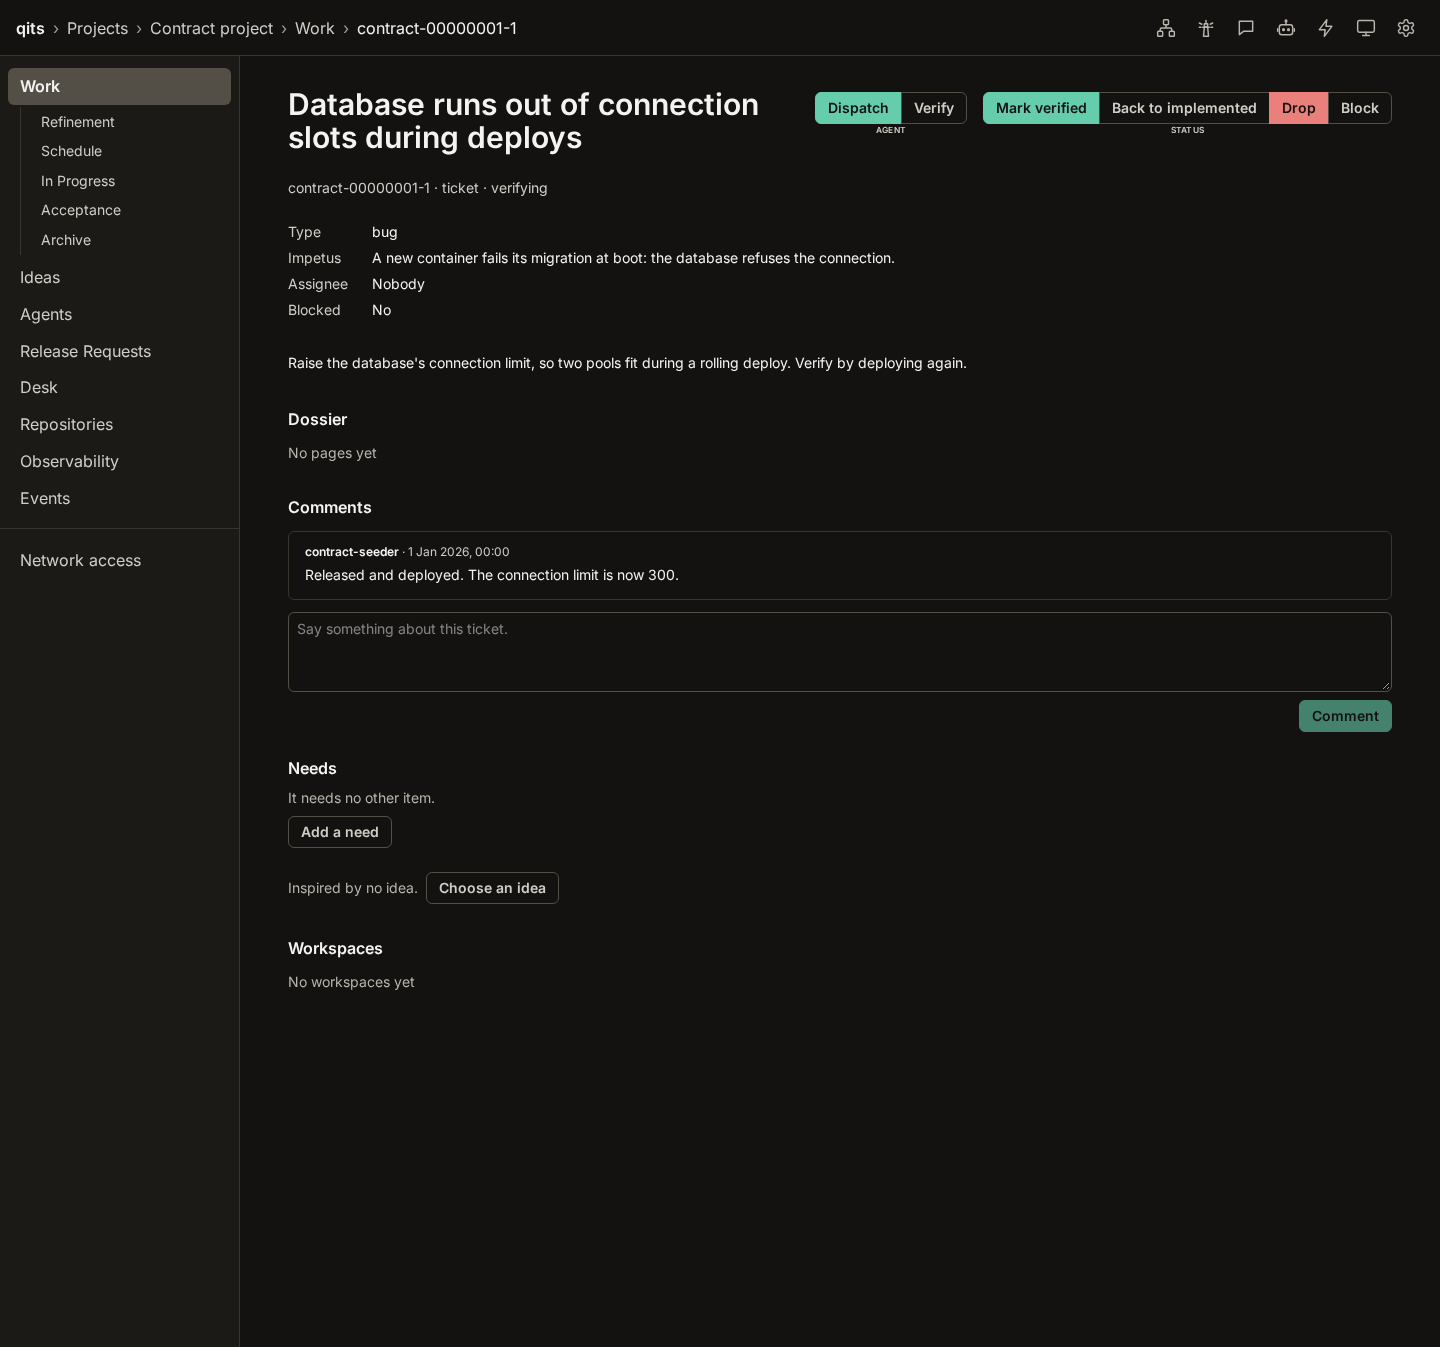 qits › Projects › Contract project › Work › contract-00000001-1
Work
Refinement
Schedule
In Progress
Acceptance
Archive
Ideas
Agents
Release Requests
Desk
Repositories
Observability
Events
Network access
Database runs out of connection
slots during deploys
Dispatch Verify
AGENT
Mark verified Back to implemented Drop Block
STATUS
contract-00000001-1 · ticket · verifying
Type bug
Impetus A new container fails its migration at boot: the database refuses the connection.
Assignee Nobody
Blocked No
Raise the database's connection limit, so two pools fit during a rolling deploy. Verify by deploying again.
Dossier
No pages yet
Comments
contract-seeder · 1 Jan 2026, 00:00
Released and deployed. The connection limit is now 300.
Say something about this ticket.
Comment
Needs
It needs no other item.
Add a need
Inspired by no idea. Choose an idea
Workspaces
No workspaces yet